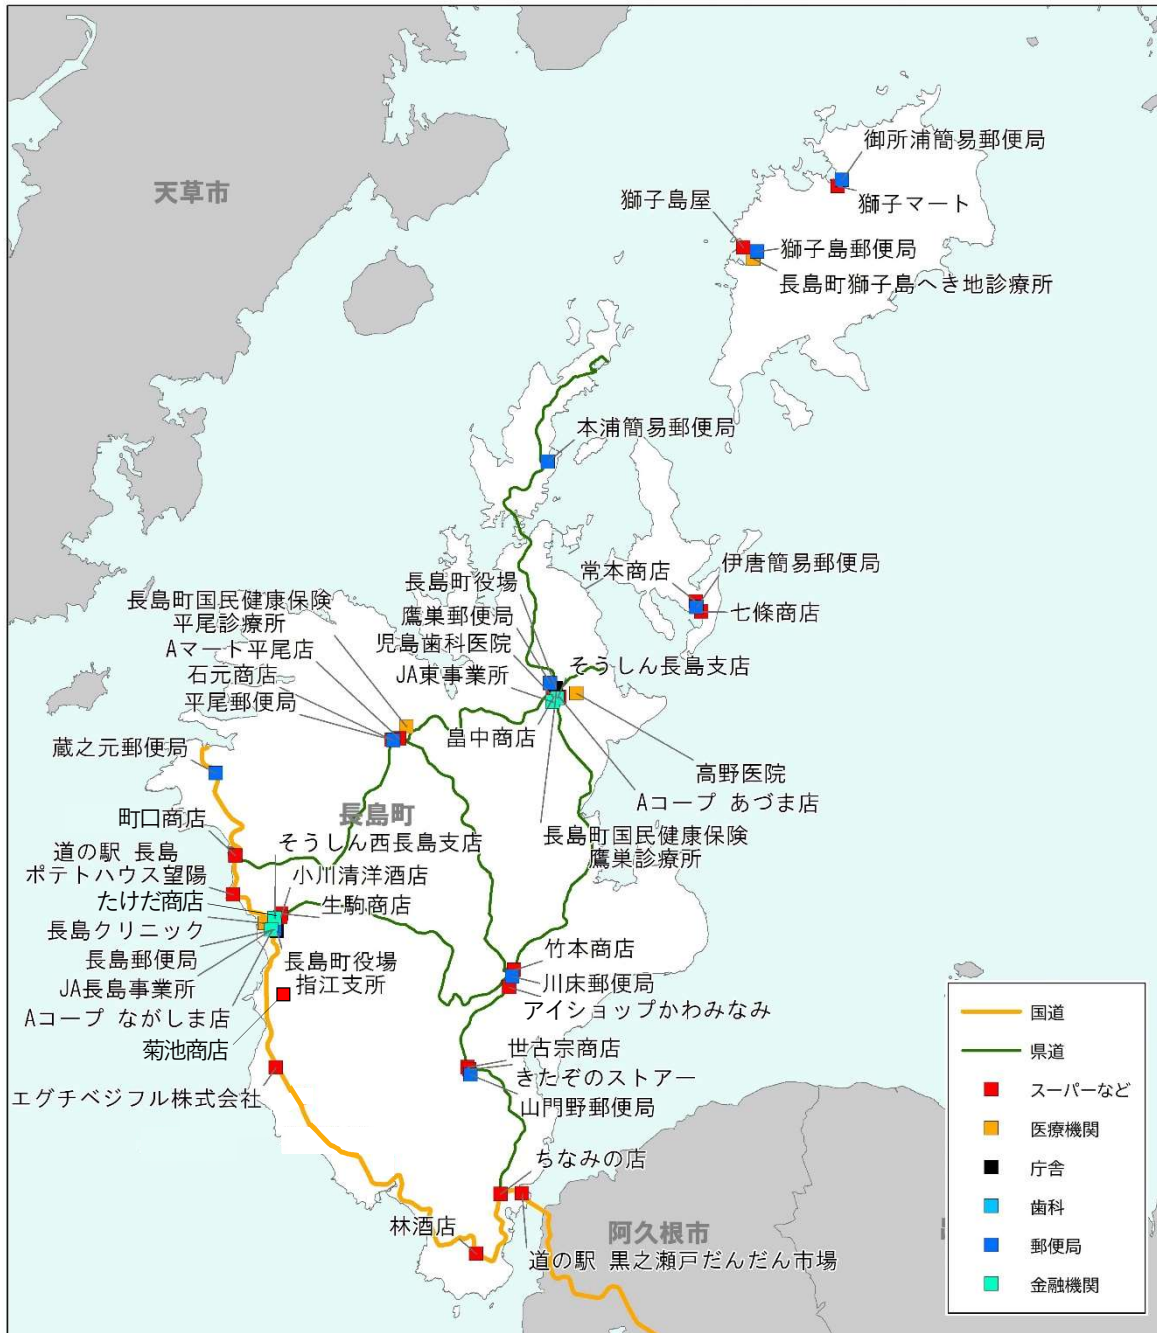 天草市
御所浦簡易郵便局
獅子マート
獅子島屋
獅子島郵便局
長島町獅子島へき地診療所
本浦簡易郵便局
常本商店
伊唐簡易郵便局
七條商店
長島町役場
鷹巣郵便局
児島歯科医院
JA東事業所
そうしん長島支店
長島町国民健康保険
平尾診療所
Aマート平尾店
石元商店
平尾郵便局
畠中商店
高野医院
Aコープ あづま店
長島町国民健康保険
鷹巣診療所
蔵之元郵便局
長島町
町口商店
道の駅 長島
ポテトハウス望陽
そうしん西長島支店
小川清洋酒店
たけだ商店
生駒商店
長島クリニック
長島郵便局
長島町役場
指江支所
JA長島事業所
Aコープ ながしま店
菊池商店
エグチベジフル株式会社
竹本商店
川床郵便局
アイショップかわみなみ
世古宗商店
きたぞのストアー
山門野郵便局
ちなみの店
林酒店
道の駅 黒之瀬戸だんだん市場
阿久根市
国道
県道
スーパーなど
医療機関
庁舎
歯科
郵便局
金融機関